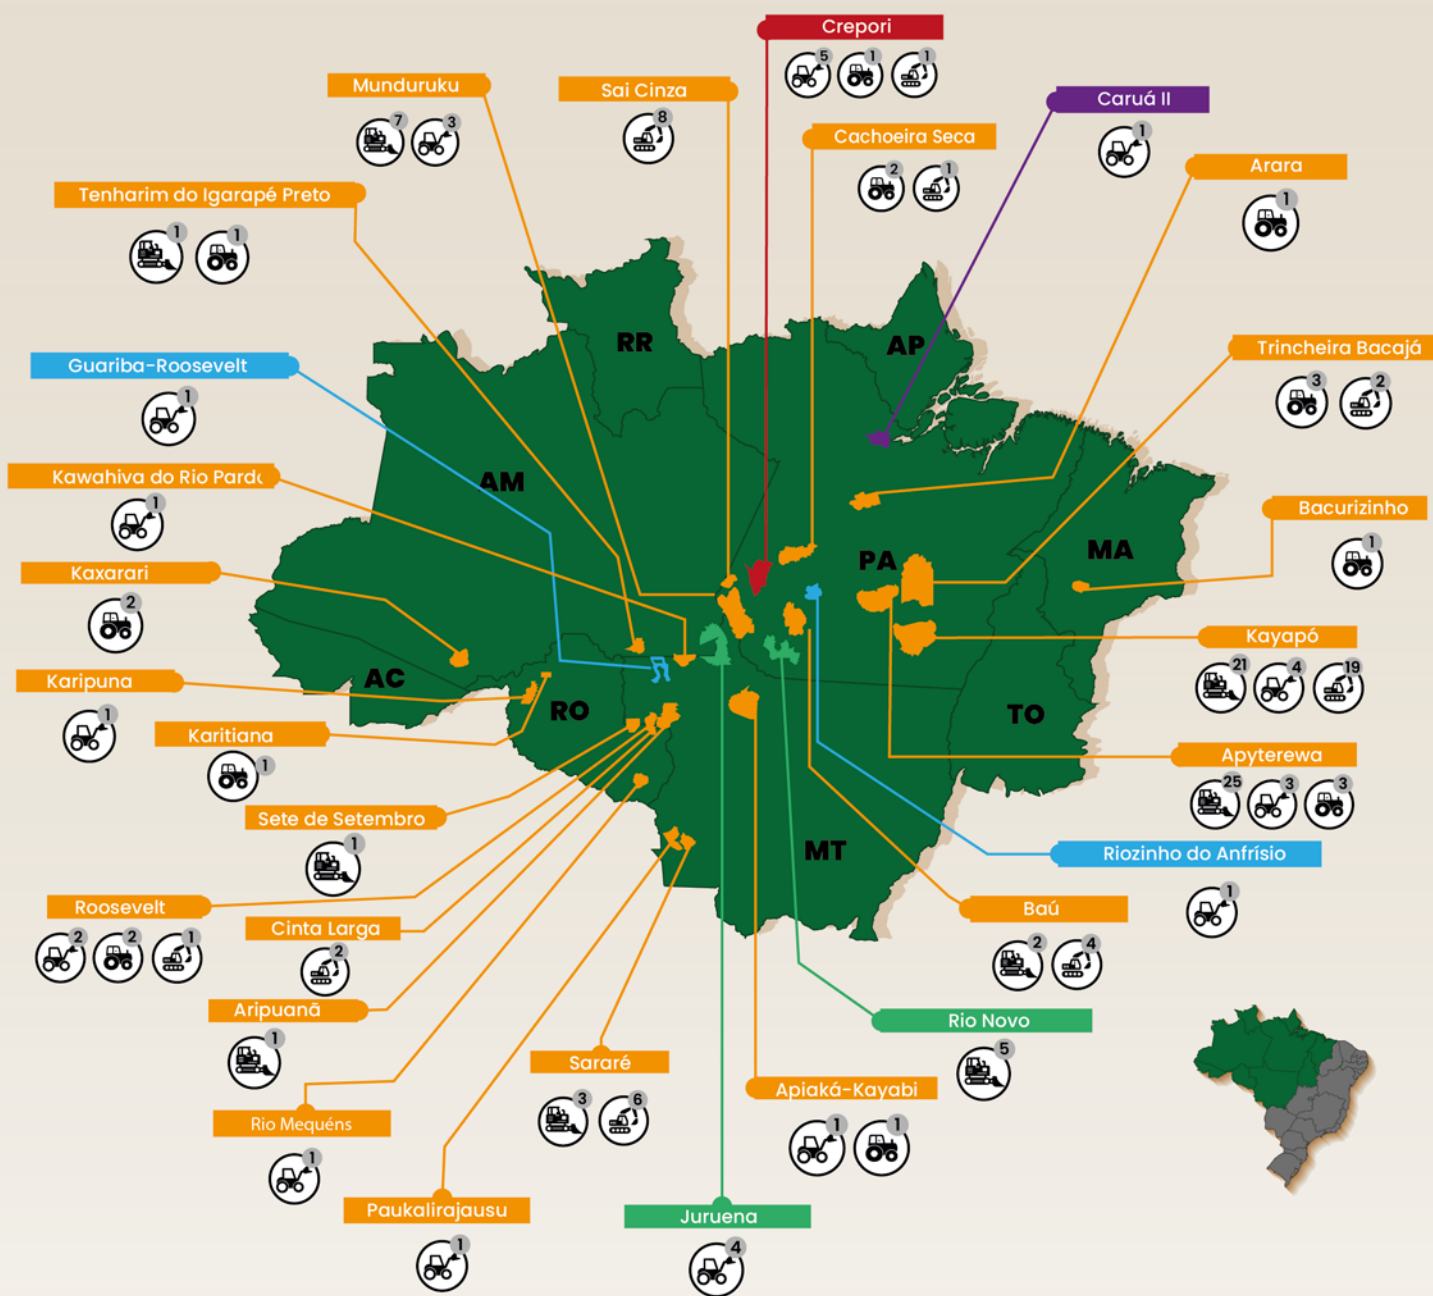 Crepori
5 1 1
Munduruku
7 3
Sai Cinza
8
Caruá II
1
Cachoeira Seca
2 1
Arara
1
Tenharim do Igarapé Preto
1 1
RR
AP
Trincheira Bacajá
3 2
Guariba-Roosevelt
1
AM
Kawahiva do Rio Pardo
1
Bacurizinho
1
MA
PA
Kaxarari
2
Kayapó
21 4 19
AC
Karipuna
1
RO
TO
Karitiana
1
Apyterewa
25 3 3
Sete de Setembro
1
MT
Riozinho do Anfrísio
1
Roosevelt
2 2 1
Cinta Larga
2
Baú
2 4
Aripuanã
1
Rio Novo
5
Sararé
3 6
Apiaká-Kayabi
1 1
Rio Mequéns
1
Paukalirajausu
1
Juruena
4